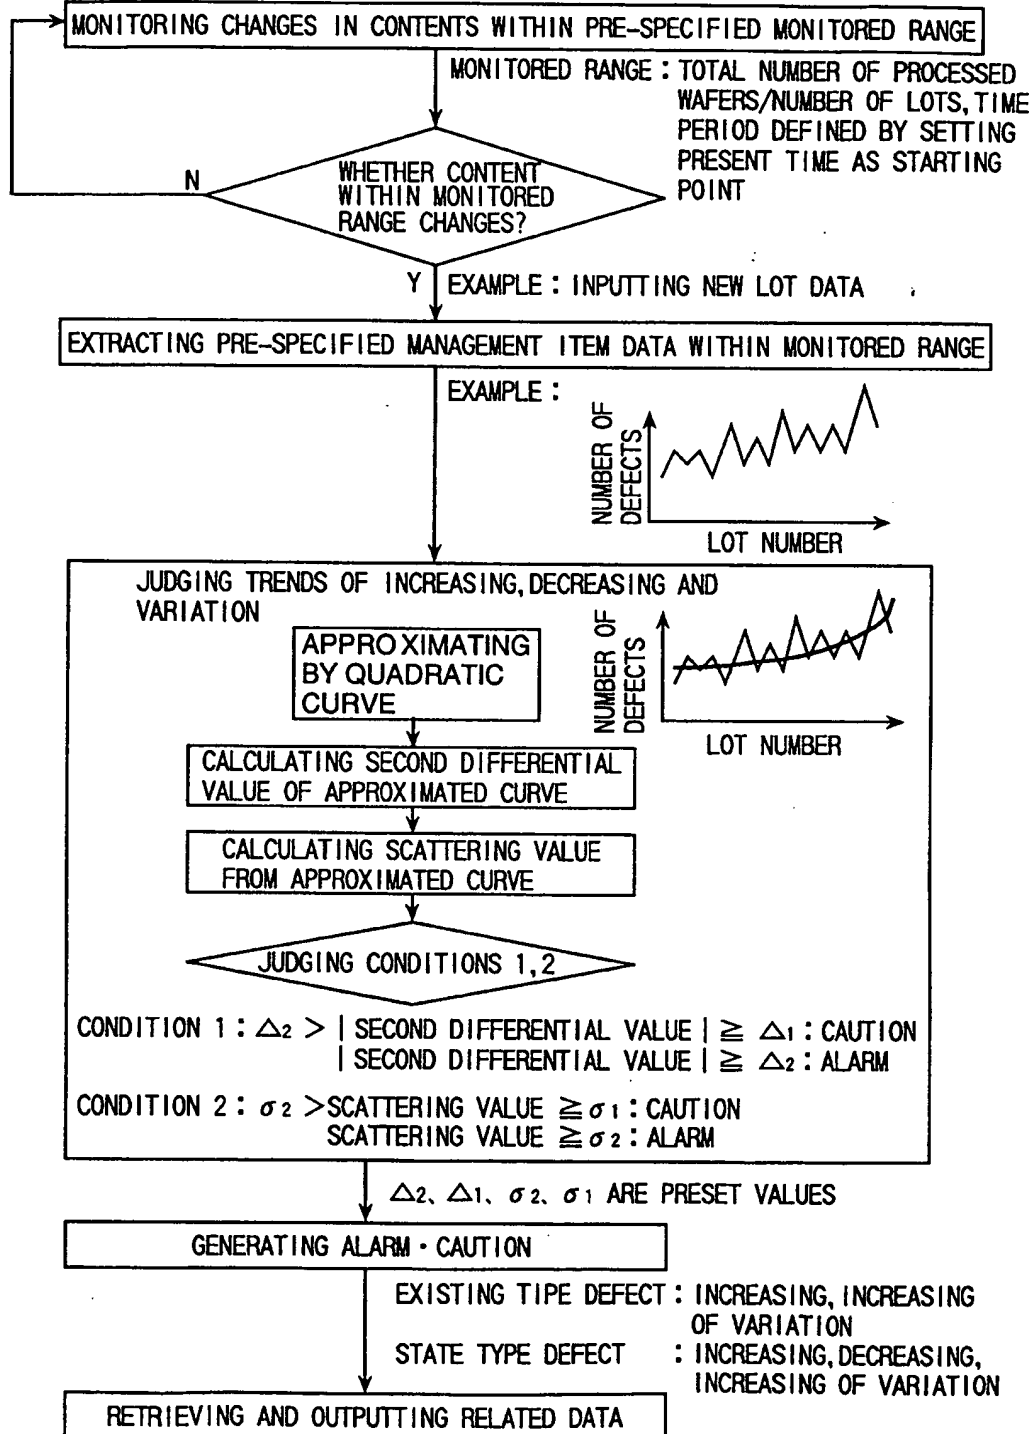 MONITORING CHANGES IN CONTENTS WITHIN PRE-SPECIFIED MONITORED RANGE
MONITORED RANGE : TOTAL NUMBER OF PROCESSED
WAFERS/NUMBER OF LOTS, TIME
PERIOD DEFINED BY SETTING
PRESENT TIME AS STARTING
POINT
WHETHER CONTENT
WITHIN MONITORED
RANGE CHANGES?
N
Y
EXAMPLE : INPUTTING NEW LOT DATA
EXTRACTING PRE-SPECIFIED MANAGEMENT ITEM DATA WITHIN MONITORED RANGE
EXAMPLE :
NUMBER OF
DEFECTS
LOT NUMBER
JUDGING TRENDS OF INCREASING, DECREASING AND
VARIATION
APPROXIMATING
BY QUADRATIC
CURVE
NUMBER OF
DEFECTS
LOT NUMBER
CALCULATING SECOND DIFFERENTIAL
VALUE OF APPROXIMATED CURVE
CALCULATING SCATTERING VALUE
FROM APPROXIMATED CURVE
JUDGING CONDITIONS 1, 2
CONDITION 1 : △2 > | SECOND DIFFERENTIAL VALUE | ≧ △1 : CAUTION
| SECOND DIFFERENTIAL VALUE | ≧ △2 : ALARM
CONDITION 2 : σ2 > SCATTERING VALUE ≧ σ1 : CAUTION
SCATTERING VALUE ≧ σ2 : ALARM
△2、△1、σ2、σ1 ARE PRESET VALUES
GENERATING ALARM・CAUTION
EXISTING TIPE DEFECT : INCREASING, INCREASING
OF VARIATION
STATE TYPE DEFECT : INCREASING, DECREASING,
INCREASING OF VARIATION
RETRIEVING AND OUTPUTTING RELATED DATA